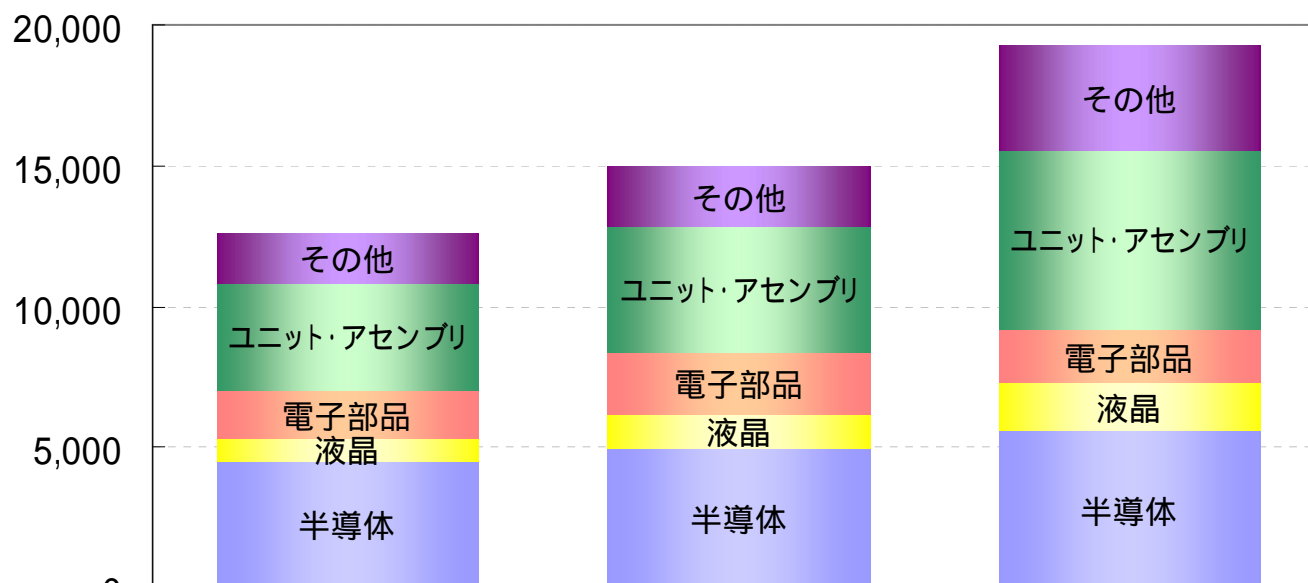 20,000
15,000
10,000
5,000
0
その他
ユニット・アセンブリ
電子部品
液晶
半導体
その他
ユニット・アセンブリ
電子部品
液晶
半導体
その他
ユニット・アセンブリ
電子部品
液晶
半導体